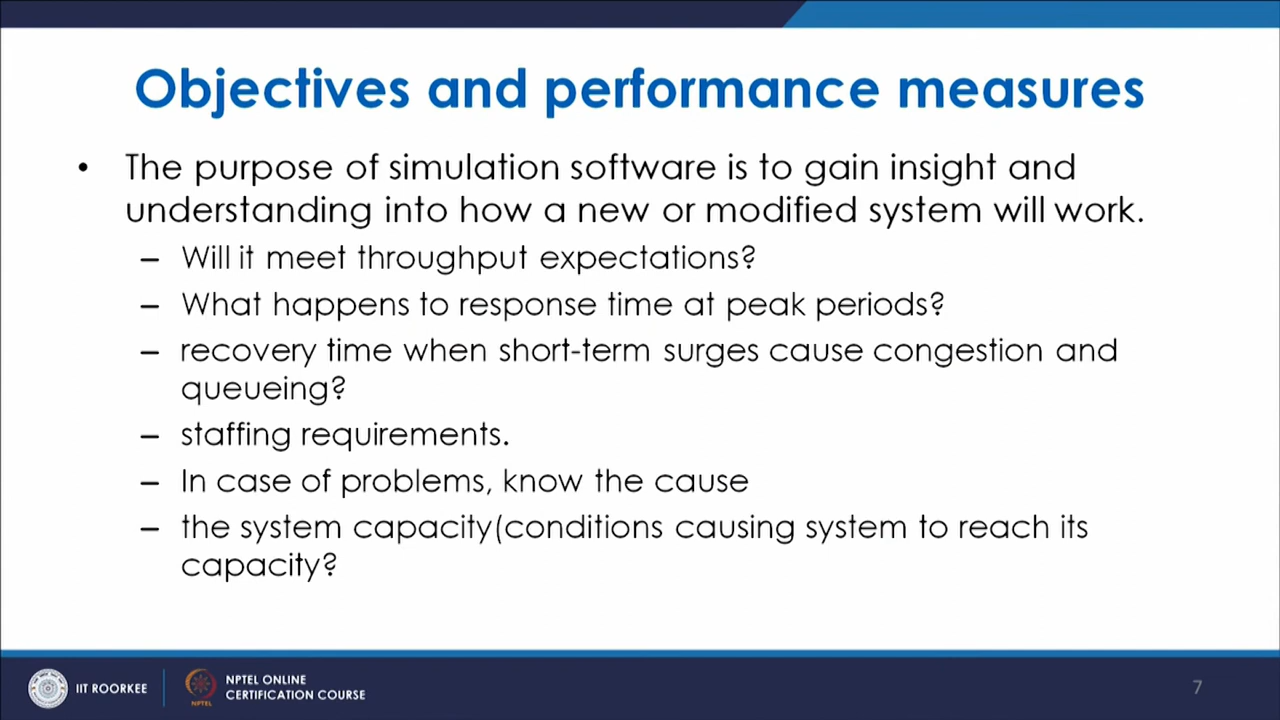 Objectives and performance measures
• The purpose of simulation software is to gain insight and
understanding into how a new or modified system will work.
– Will it meet throughput expectations?
– What happens to response time at peak periods?
– recovery time when short-term surges cause congestion and
queueing?
– staffing requirements.
– In case of problems, know the cause
– the system capacity(conditions causing system to reach its
capacity?
IIT ROORKEE
NPTEL
NPTEL ONLINE
CERTIFICATION COURSE
7